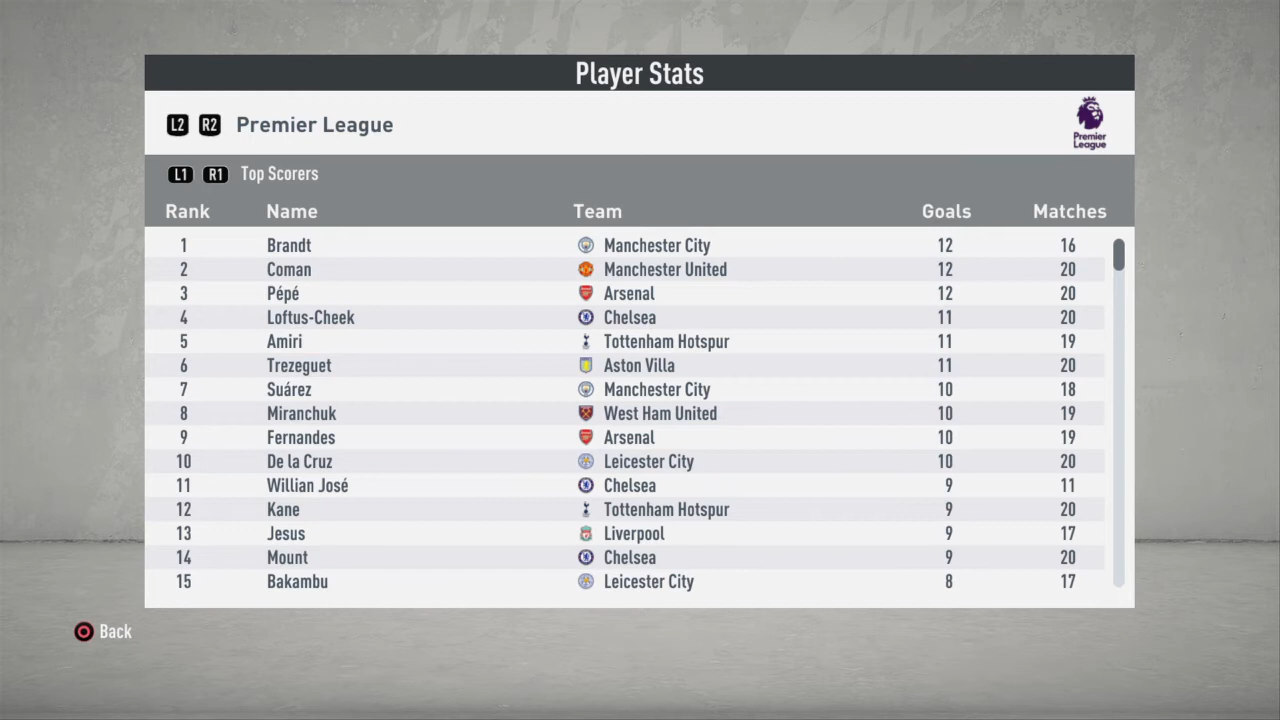 Player Stats
L2 R2 Premier League
Premier League
L1 R1 Top Scorers
Rank Name Team Goals Matches
1 Brandt Manchester City 12 16
2 Coman Manchester United 12 20
3 Pépé Arsenal 12 20
4 Loftus-Cheek Chelsea 11 20
5 Amiri Tottenham Hotspur 11 19
6 Trezeguet Aston Villa 11 20
7 Suárez Manchester City 10 18
8 Miranchuk West Ham United 10 19
9 Fernandes Arsenal 10 19
10 De la Cruz Leicester City 10 20
11 Willian José Chelsea 9 11
12 Kane Tottenham Hotspur 9 20
13 Jesus Liverpool 9 17
14 Mount Chelsea 9 20
15 Bakambu Leicester City 8 17
Back